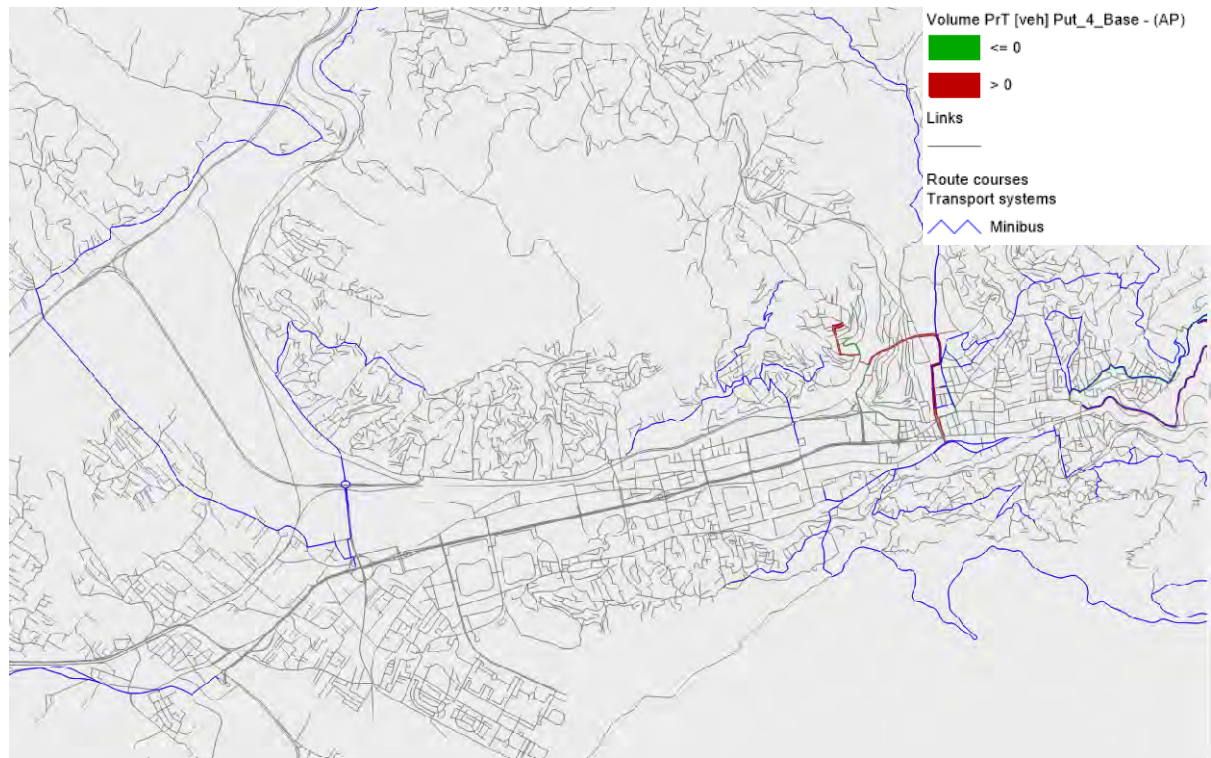 Volume PrT [veh] Put_4_Base - (AP)
<= 0
> 0
Links
Route courses
Transport systems
Minibus